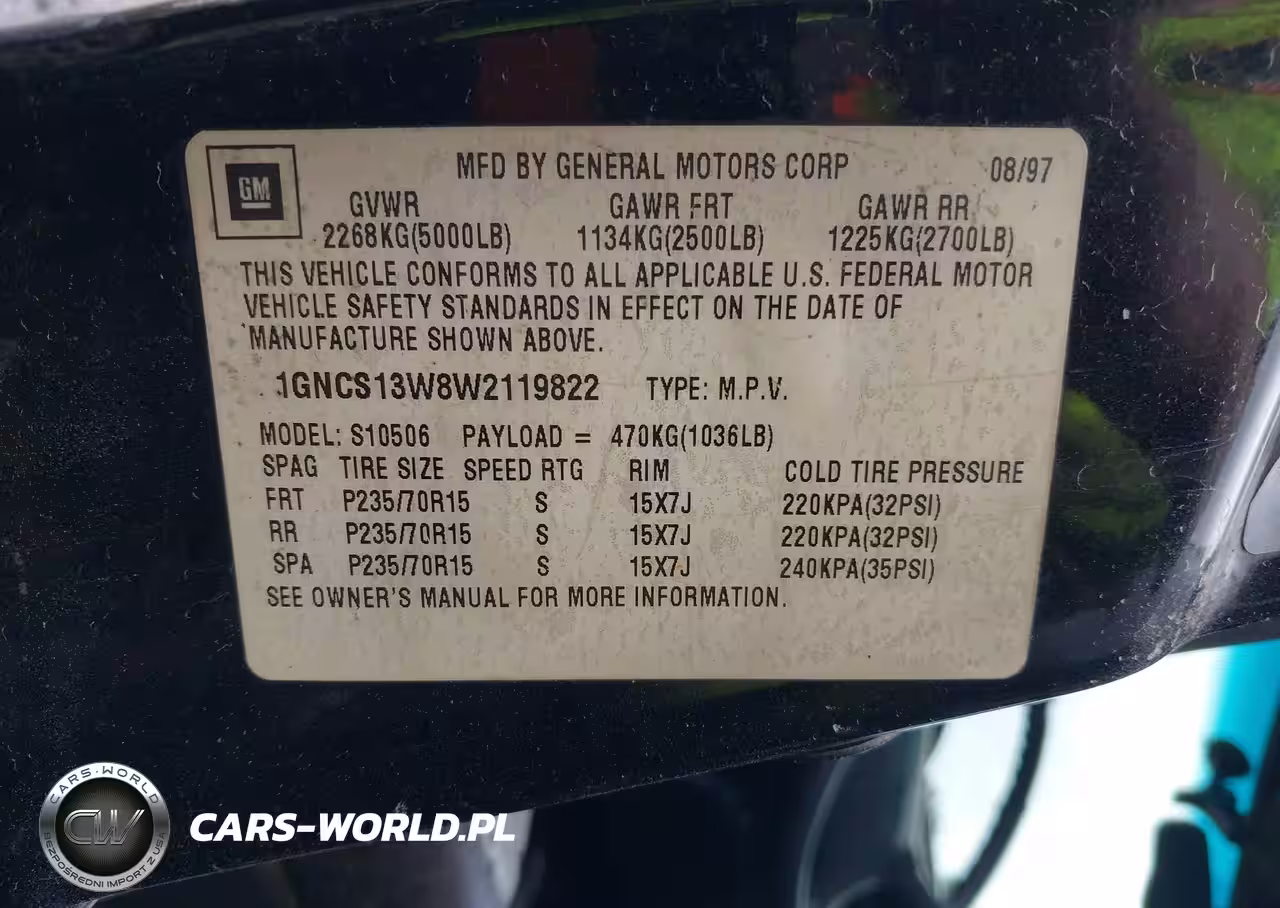 GM
MFD BY GENERAL MOTORS CORP 08/97
GVWR GAWR FRT GAWR RR
2268KG(5000LB) 1134KG(2500LB) 1225KG(2700LB)
THIS VEHICLE CONFORMS TO ALL APPLICABLE U.S. FEDERAL MOTOR
VEHICLE SAFETY STANDARDS IN EFFECT ON THE DATE OF
MANUFACTURE SHOWN ABOVE.
1GNCS13W8W2119822 TYPE: M.P.V.
MODEL: S10506 PAYLOAD = 470KG(1036LB)
SPAG TIRE SIZE SPEED RTG RIM COLD TIRE PRESSURE
FRT P235/70R15 S 15X7J 220KPA(32PSI)
RR P235/70R15 S 15X7J 220KPA(32PSI)
SPA P235/70R15 S 15X7J 240KPA(35PSI)
SEE OWNER'S MANUAL FOR MORE INFORMATION.
CARS-WORLD
CW
BEZPOŚREDNI IMPORT Z USA
CARS-WORLD.PL